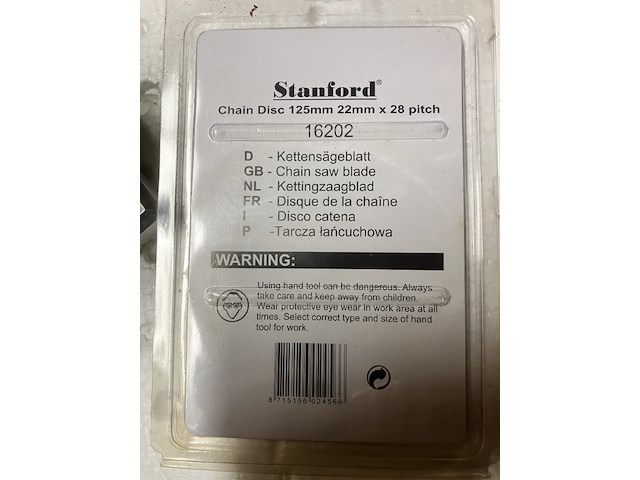 Stanford®
Chain Disc 125mm 22mm x 28 pitch
16202
D - Kettensägeblatt
GB - Chain saw blade
NL - Kettingzaagblad
FR - Disque de la chaîne
I - Disco catena
P -Tarcza łańcuchowa
WARNING:
Using hand tool can be dangerous. Always
take care and keep away from children.
Wear protective eye wear in work area at all
times. Select correct type and size of hand
tool for work.
8 715156 024566